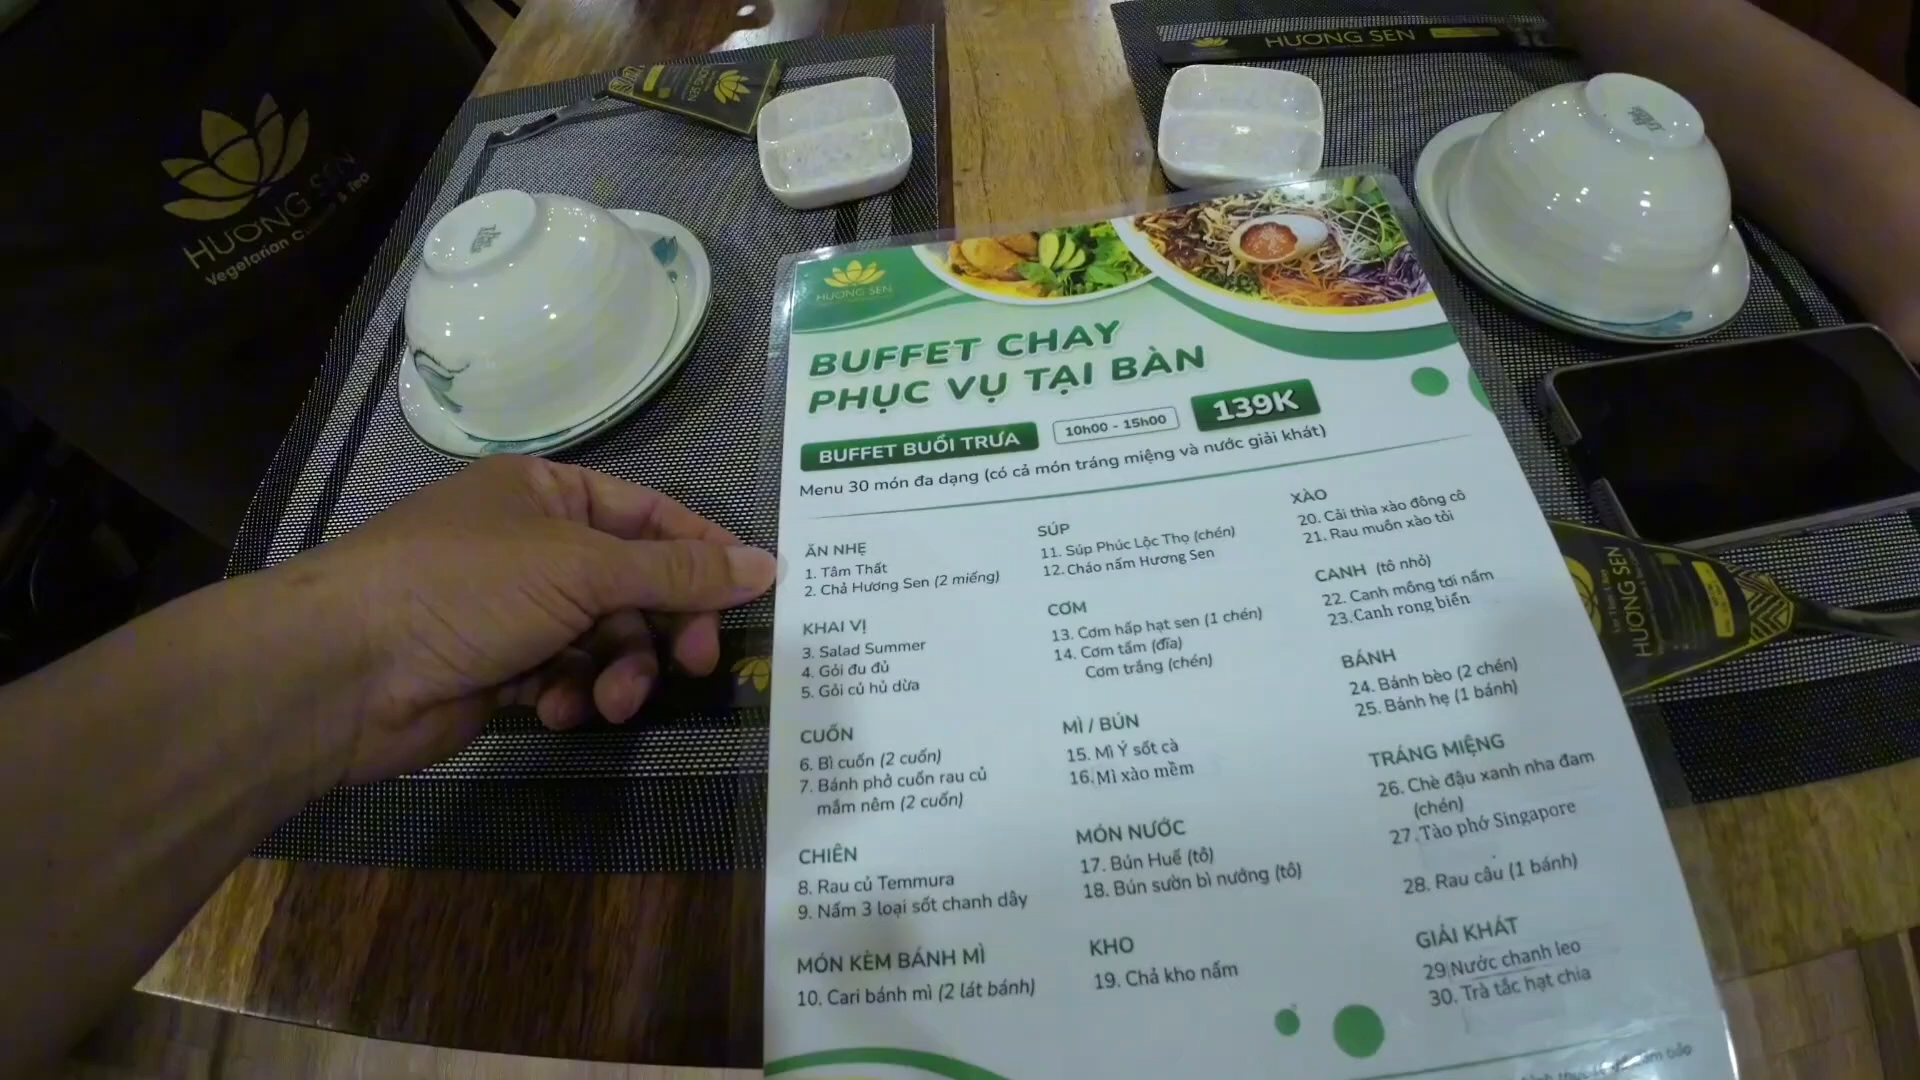 HƯƠNG SEN
HƯƠNG SEN
Vegetarian Cuisine & Tea
HƯƠNG SEN
BUFFET CHAY
PHỤC VỤ TẠI BÀN
BUFFET BUỔI TRƯA
10h00 - 15h00
139K
Menu 30 món đa dạng (có cả món tráng miệng và nước giải khát)
ĂN NHẸ
1. Tâm Thất
2. Chả Hương Sen (2 miếng)
KHAI VỊ
3. Salad Summer
4. Gỏi đu đủ
5. Gỏi củ hủ dừa
CUỐN
6. Bì cuốn (2 cuốn)
7. Bánh phở cuốn rau củ
mắm nêm (2 cuốn)
CHIÊN
8. Rau củ Temmura
9. Nấm 3 loại sốt chanh dây
MÓN KÈM BÁNH MÌ
10. Cari bánh mì (2 lát bánh)
SÚP
11. Súp Phúc Lộc Thọ (chén)
12. Cháo nấm Hương Sen
CƠM
13. Cơm hấp hạt sen (1 chén)
14. Cơm tấm (đĩa)
Cơm trắng (chén)
MÌ / BÚN
15. Mì Ý sốt cà
16. Mì xào mềm
MÓN NƯỚC
17. Bún Huế (tô)
18. Bún sườn bì nướng (tô)
KHO
19. Chả kho nấm
XÀO
20. Cải thìa xào đông cô
21. Rau muôn xào tỏi
CANH (tô nhỏ)
22. Canh mồng tơi nấm
23. Canh rong biển
BÁNH
24. Bánh bèo (2 chén)
25. Bánh hẹ (1 bánh)
TRÁNG MIỆNG
26. Chè đậu xanh nha đam
(chén)
27. Tào phớ Singapore
28. Rau câu (1 bánh)
GIẢI KHÁT
29 Nước chanh leo
30. Trà tắc hạt chia
HƯƠNG SEN